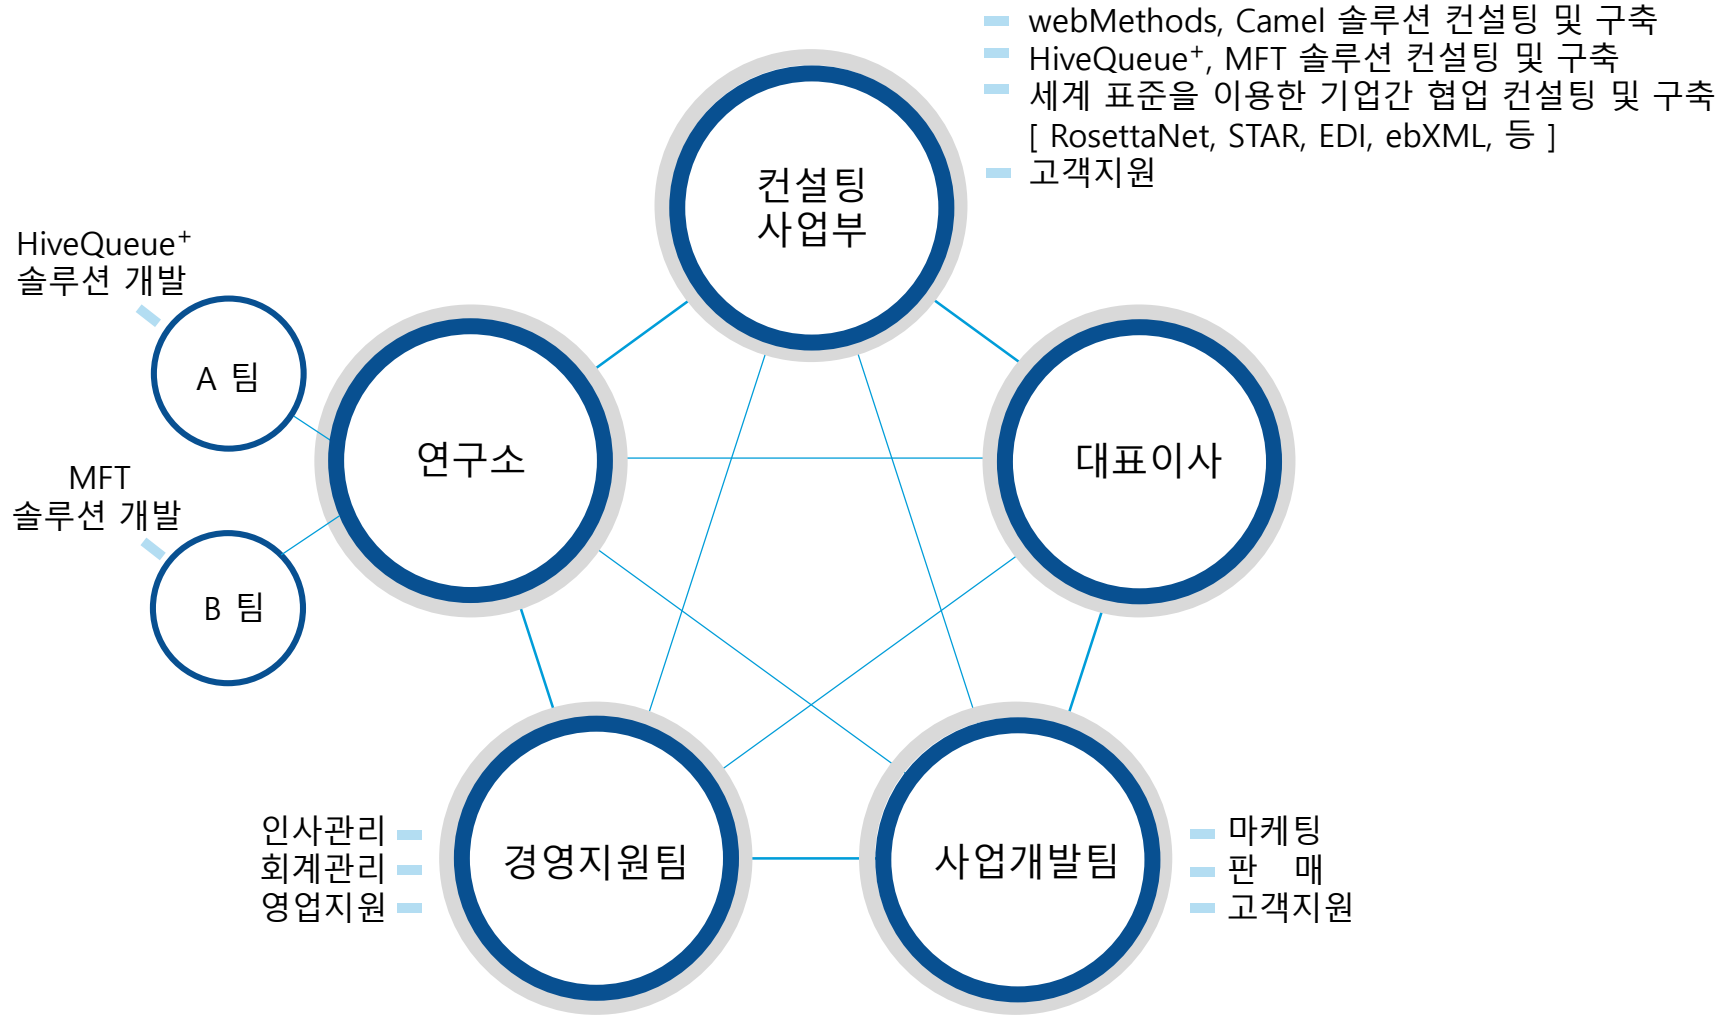 webMethods, Camel 솔루션 컨설팅 및 구축
HiveQueue⁺, MFT 솔루션 컨설팅 및 구축
세계 표준을 이용한 기업간 협업 컨설팅 및 구축
[ RosettaNet, STAR, EDI, ebXML, 등 ]
고객지원
컨설팅
사업부
HiveQueue⁺
솔루션 개발
A 팀
연구소
대표이사
MFT
솔루션 개발
B 팀
인사관리
회계관리
영업지원
경영지원팀
사업개발팀
마케팅
판 매
고객지원